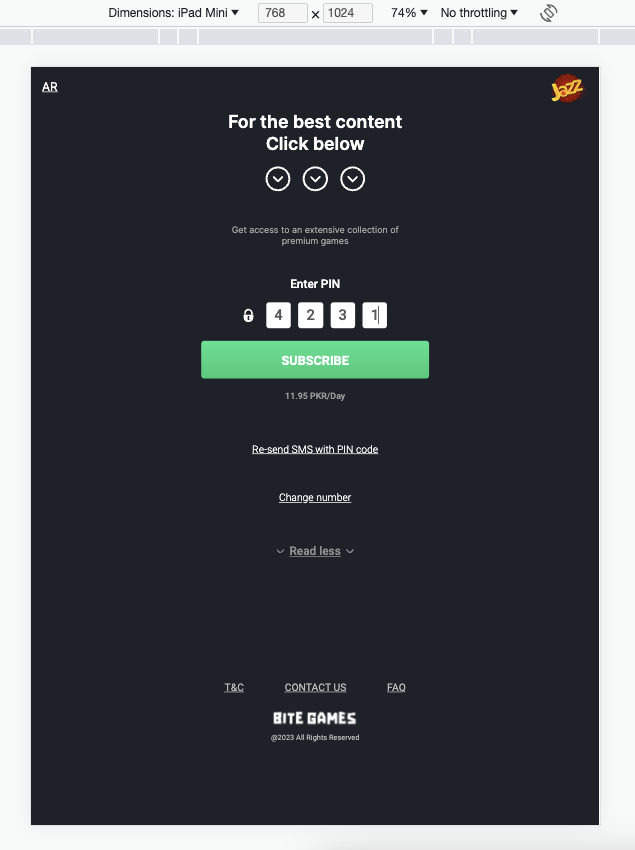 Dimensions: iPad Mini ▼ 768 × 1024 74% ▼ No throttling ▼
AR
Jazz
For the best content
Click below
Get access to an extensive collection of
premium games
Enter PIN
4 2 3 1
SUBSCRIBE
11.95 PKR/Day
Re-send SMS with PIN code
Change number
Read less
T&C CONTACT US FAQ
BITE GAMES
@2023 All Rights Reserved